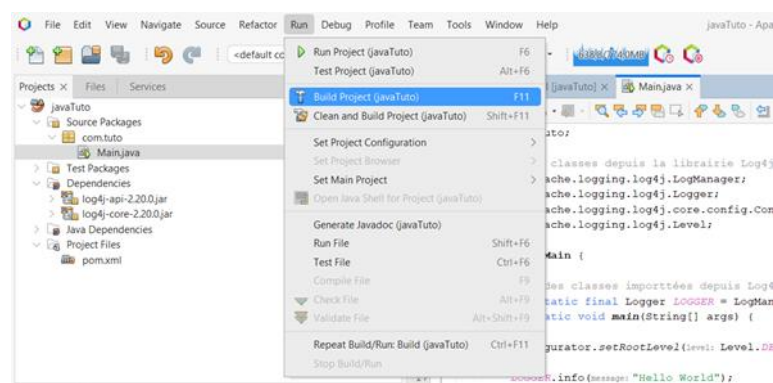 File Edit View Navigate Source Refactor Run Debug Profile Team Tools Window Help javaTuto - Apa
<default co
Projects Files Services
javaTuto
Source Packages
com.tuto
Main.java
Test Packages
Dependencies
log4j-api-2.20.0.jar
log4j-core-2.20.0.jar
Java Dependencies
Project Files
pom.xml
Run Project (javaTuto) F6
Test Project (javaTuto) Alt+F6
Build Project (javaTuto) F11
Clean and Build Project (javaTuto) Shift+F11
Set Project Configuration
Set Project Browser
Set Main Project
Open Java Shell for Project (javaTuto)
Generate Javadoc (javaTuto)
Run File Shift+F6
Test File Ctrl+F6
Compile File F9
Check File Alt+F9
Validate File Alt+Shift+F9
Repeat Build/Run: Build (javaTuto) Ctrl+F11
Stop Build/Run
[javaTuto] Main.java
uto;
classes depuis la librairie Log4j
ache.logging.log4j.LogManager;
ache.logging.log4j.Logger;
ache.logging.log4j.core.config.Con
ache.logging.log4j.Level;
Main {
des classes importtées depuis Log4
tatic final Logger LOGGER = LogMan
atic void main(String[] args) {
gurator.setRootLevel(level: Level.DE
LOGGER.info(message: "Hello World");